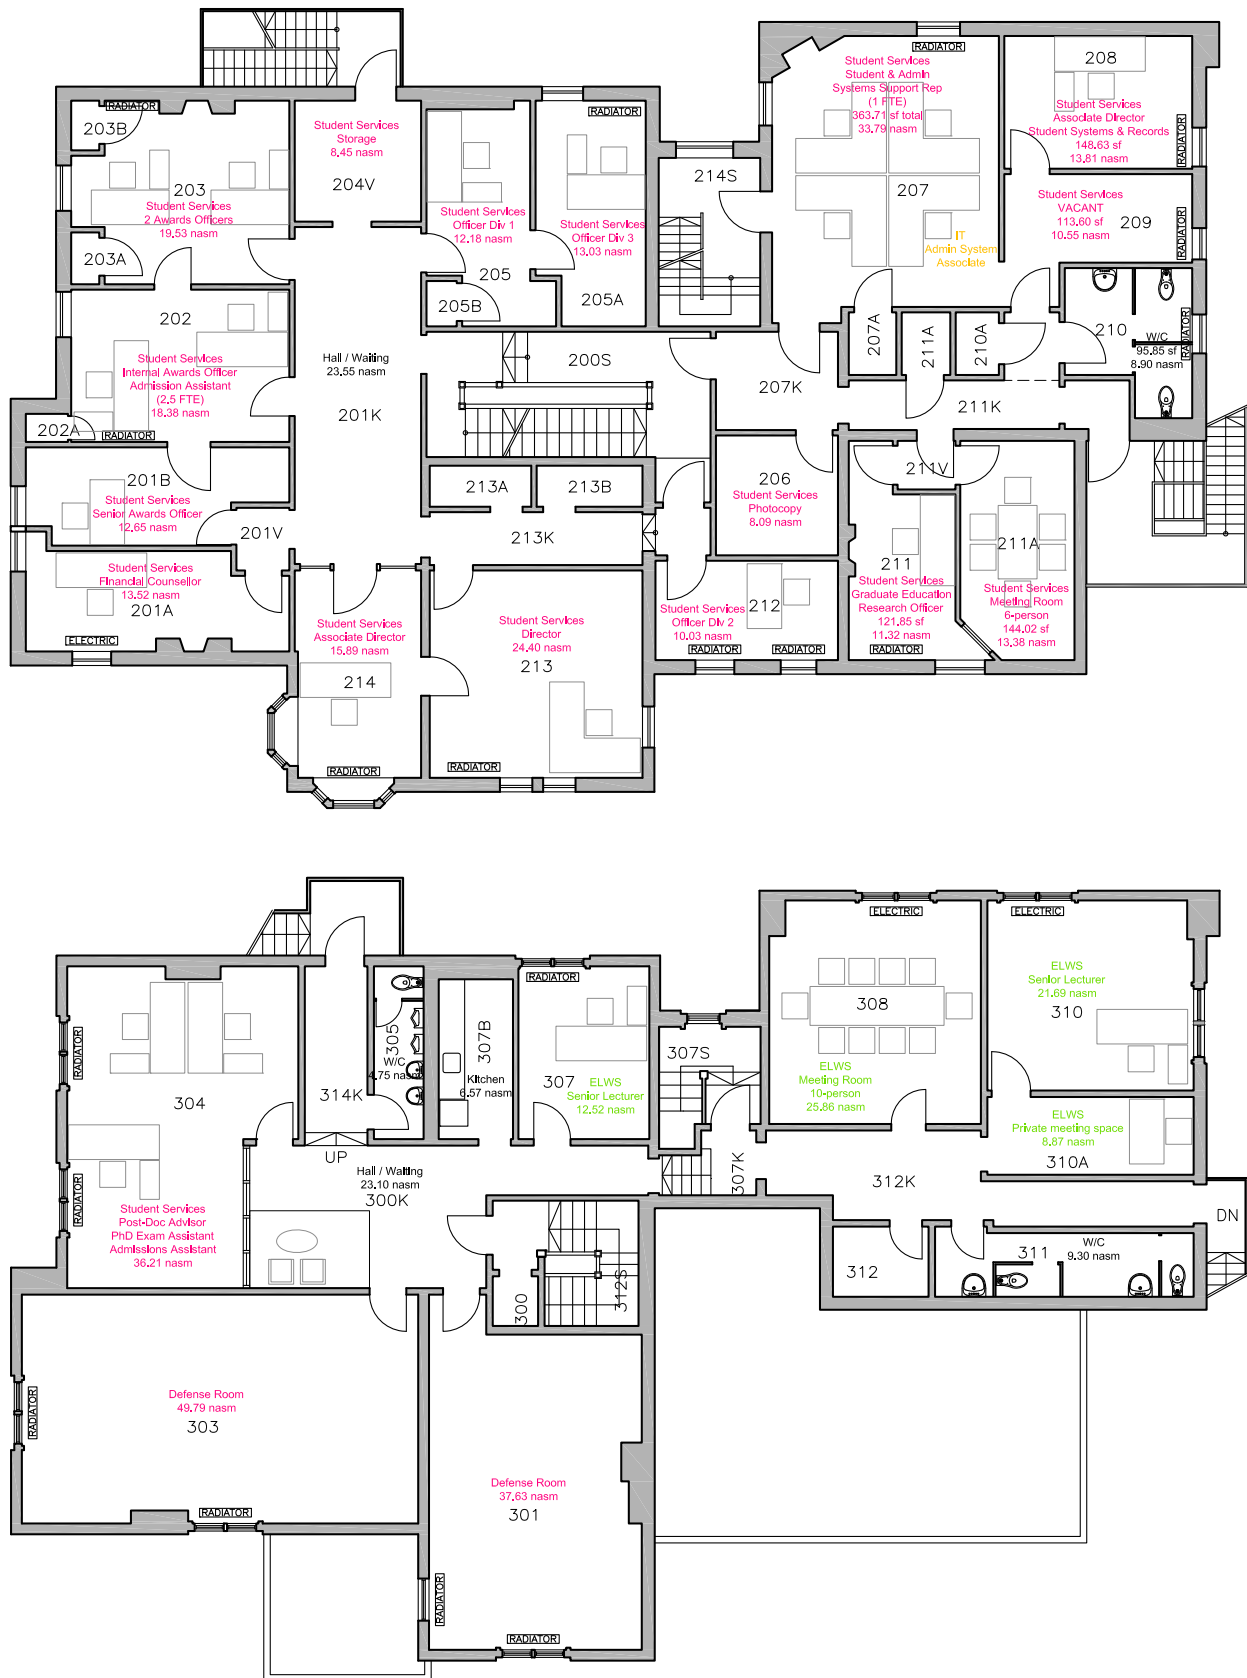 RADIATOR
203B
203
Student Services
2 Awards Officers
19.53 nasm
203A
Student Services
Storage
8.45 nasm
204V
Student Services
Officer Div 1
12.18 nasm
205
205B
RADIATOR
Student Services
Officer Div 3
13.03 nasm
205A
214S
RADIATOR
Student Services
Student & Admin
Systems Support Rep
(1 FTE)
363.71 sf total
33.79 nasm
207
IT
Admin System
Associate
208
Student Services
Associate Director
Student Systems & Records
148.63 sf
13.81 nasm
RADIATOR
Student Services
VACANT
113.60 sf
10.55 nasm
209
RADIATOR
202
Student Services
Internal Awards Officer
Admission Assistant
(2.5 FTE)
18.38 nasm
202A
RADIATOR
Hall / Waiting
23.55 nasm
201K
200S
207K
207A
211A
210A
210
W/C
95.85 sf
8.90 nasm
RADIATOR
211K
201B
Student Services
Senior Awards Officer
12.65 nasm
201V
213A
213B
213K
206
Student Services
Photocopy
8.09 nasm
211V
211
Student Services
Graduate Education
Research Officer
121.85 sf
11.32 nasm
RADIATOR
211A
Student Services
Meeting Room
6-person
144.02 sf
13.38 nasm
Student Services
Financial Counsellor
13.52 nasm
201A
ELECTRIC
Student Services
Associate Director
15.89 nasm
214
RADIATOR
Student Services
Director
24.40 nasm
213
RADIATOR
Student Services
Officer Div 2
10.03 nasm
212
RADIATOR
RADIATOR
304
RADIATOR
RADIATOR
Student Services
Post-Doc Advisor
PhD Exam Assistant
Admissions Assistant
36.21 nasm
314K
UP
305
W/C
4.75 nasm
307B
Kitchen
6.57 nasm
RADIATOR
307
ELWS
Senior Lecturer
12.52 nasm
307S
307K
ELECTRIC
308
ELWS
Meeting Room
10-person
25.86 nasm
ELECTRIC
ELWS
Senior Lecturer
21.69 nasm
310
ELWS
Private meeting space
8.87 nasm
310A
312K
DN
Hall / Waiting
23.10 nasm
300K
300
312S
312
311
W/C
9.30 nasm
Defense Room
49.79 nasm
303
RADIATOR
RADIATOR
Defense Room
37.63 nasm
301
RADIATOR
RADIATOR